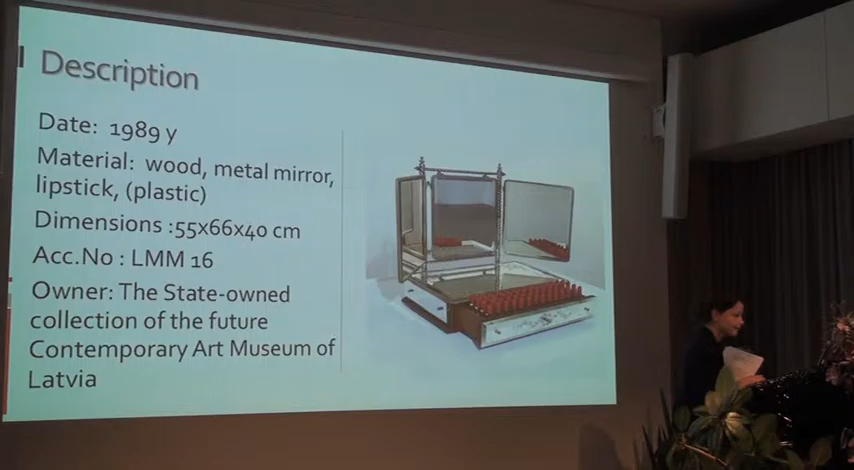 Description
Date:  1989 y
Material:  wood, metal mirror,
lipstick, (plastic)
Dimensions :55x66x40 cm
Acc.No : LMM 16
Owner: The State-owned
collection of the future
Contemporary Art Museum of
Latvia